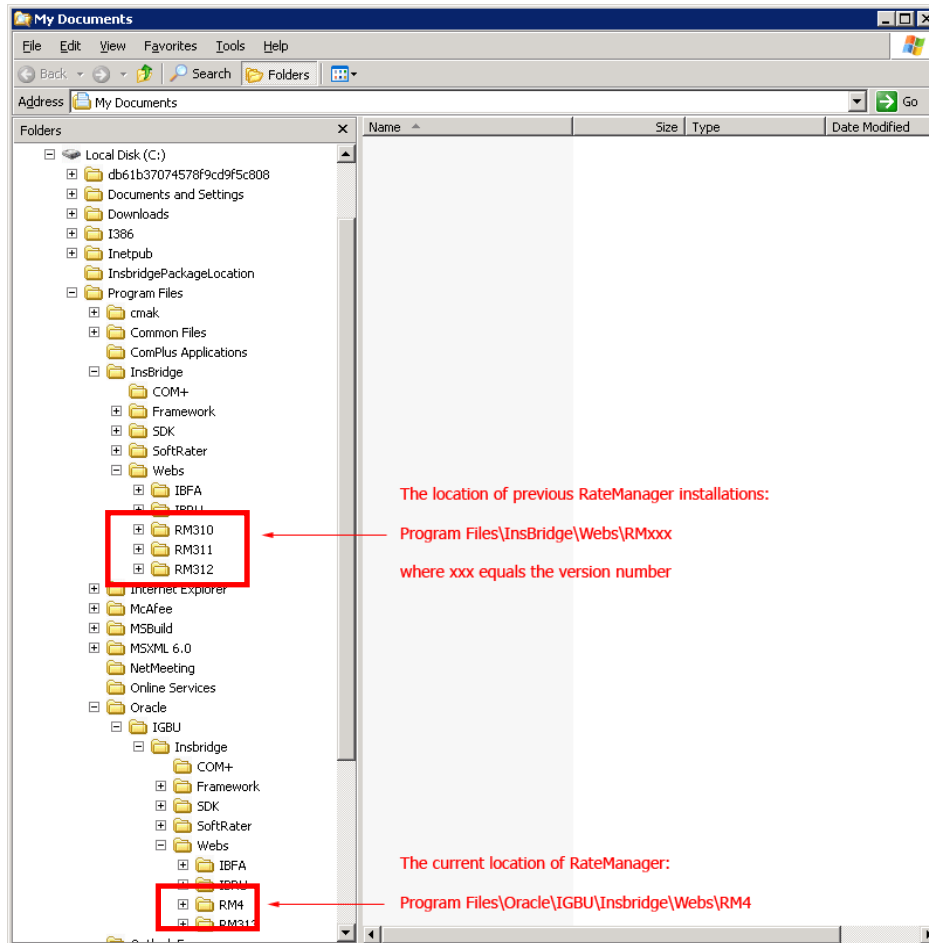 My Documents
File Edit View Favorites Tools Help
Back Search Folders
Address My Documents Go
Folders Name Size Type Date Modified
Local Disk (C:)
db61b37074578f9cd9f5c808
Documents and Settings
Downloads
I386
Inetpub
InsbridgePackageLocation
Program Files
cmak
Common Files
ComPlus Applications
InsBridge
COM+
Framework
SDK
SoftRater
Webs
IBFA
The location of previous RateManager installations:
IBRU
RM310
Program Files\InsBridge\Webs\RMxxx
RM311
RM312
where xxx equals the version number
Internet Explorer
McAfee
MSBuild
MSXML 6.0
NetMeeting
Online Services
Oracle
IGBU
Insbridge
COM+
Framework
SDK
SoftRater
Webs
IBFA
The current location of RateManager:
IBRU
RM4
Program Files\Oracle\IGBU\Insbridge\Webs\RM4